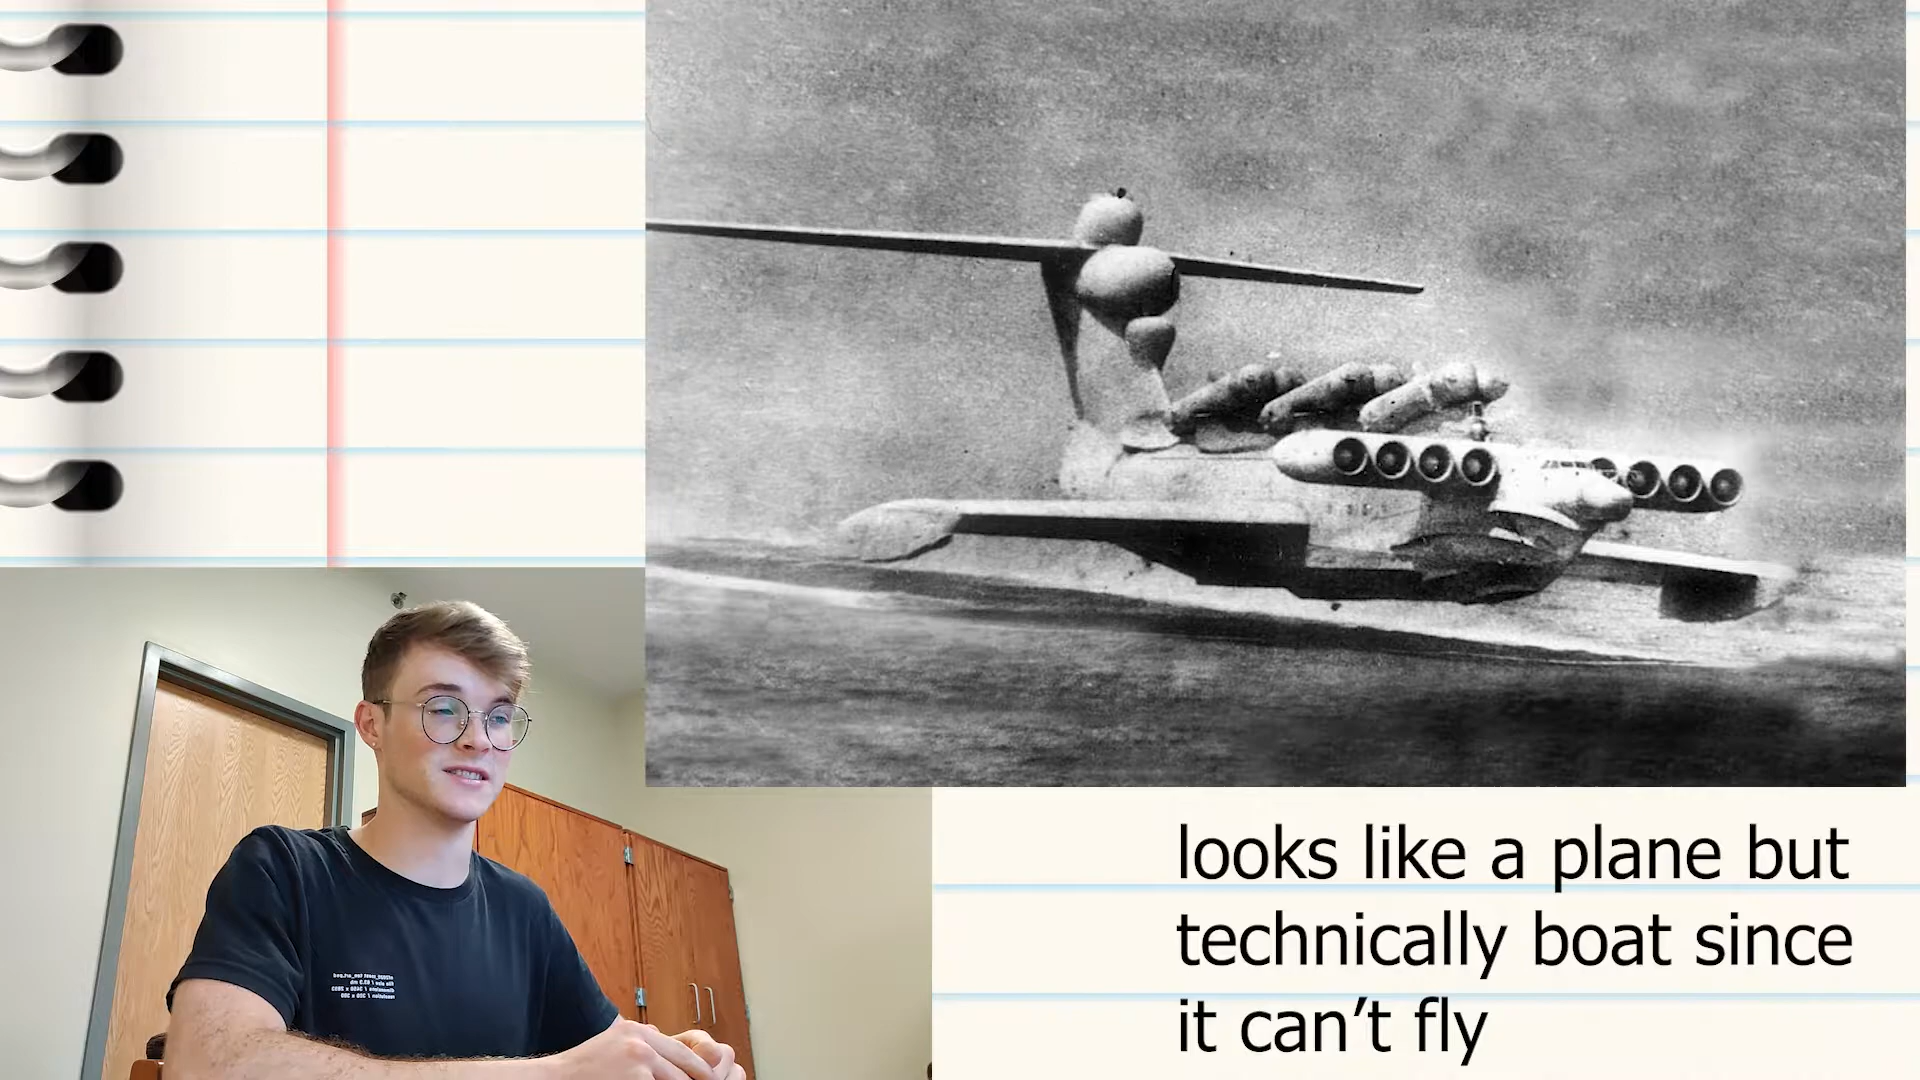 looks like a plane but
technically boat since
it can’t fly